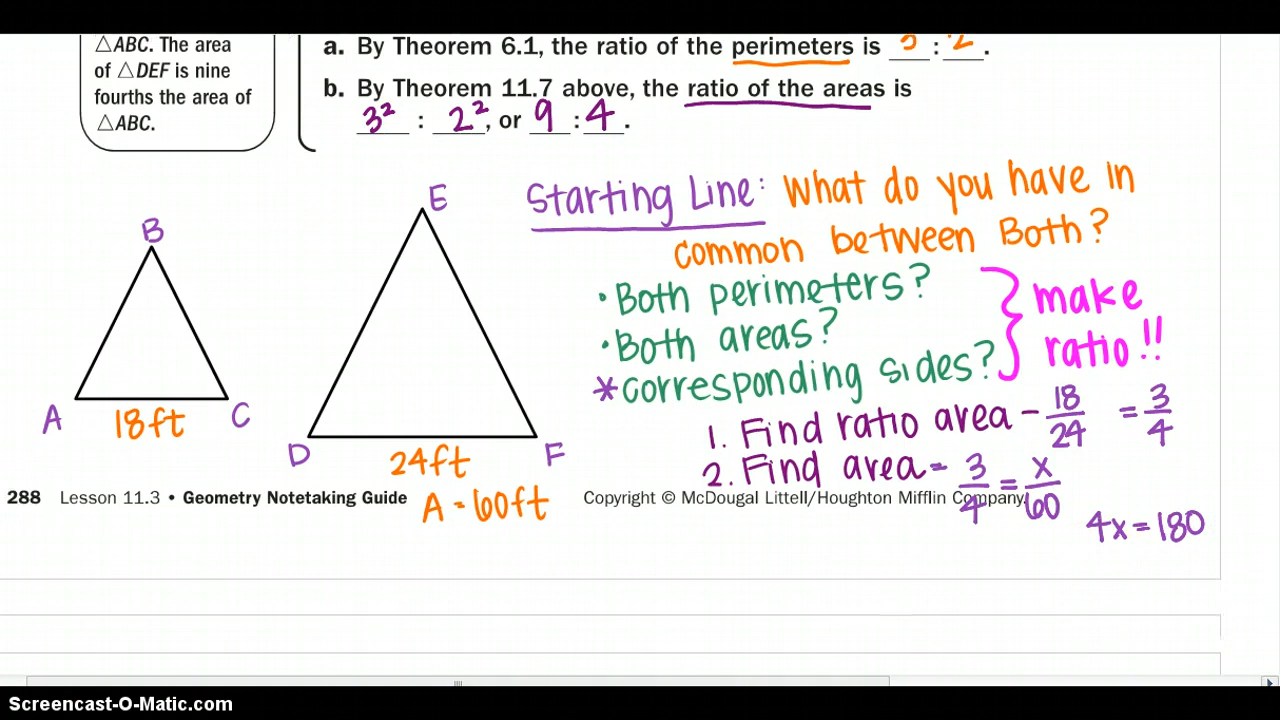 △ABC. The area
of △DEF is nine
fourths the area of
△ABC.
a. By Theorem 6.1, the ratio of the perimeters is 3 : 2.
b. By Theorem 11.7 above, the ratio of the areas is
3² : 2², or 9 : 4.
Starting Line: What do you have in
common between Both?
• Both perimeters?
• Both areas?
* corresponding sides?
make
ratio!!
1. Find ratio area - 18/24 = 3/4
2. Find area = 3/4 = x/60
4x = 180
B
A
C
18ft
E
D
F
24ft
A = 60ft
288 Lesson 11.3 • Geometry Notetaking Guide
Copyright © McDougal Littell/Houghton Mifflin Company.
Screencast-O-Matic.com